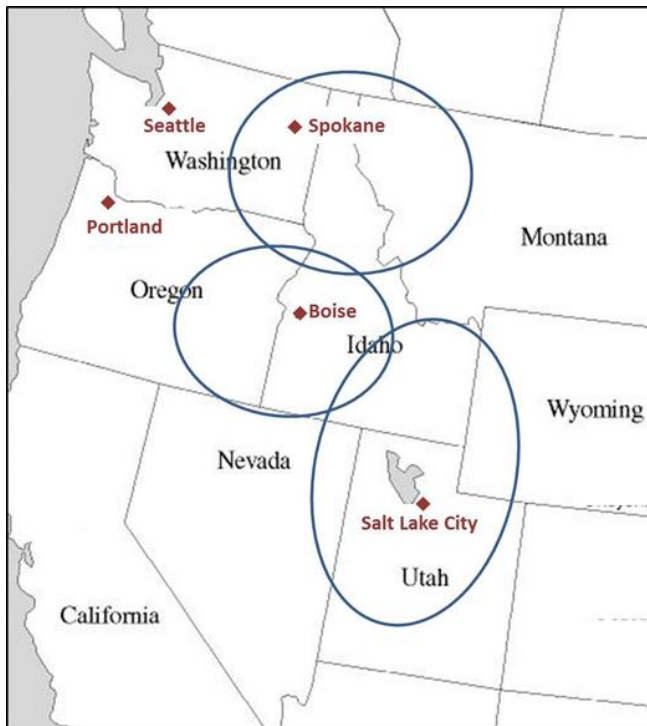 Seattle
Spokane
Washington
Portland
Montana
Oregon
Boise
Idaho
Wyoming
Nevada
Salt Lake City
Utah
California